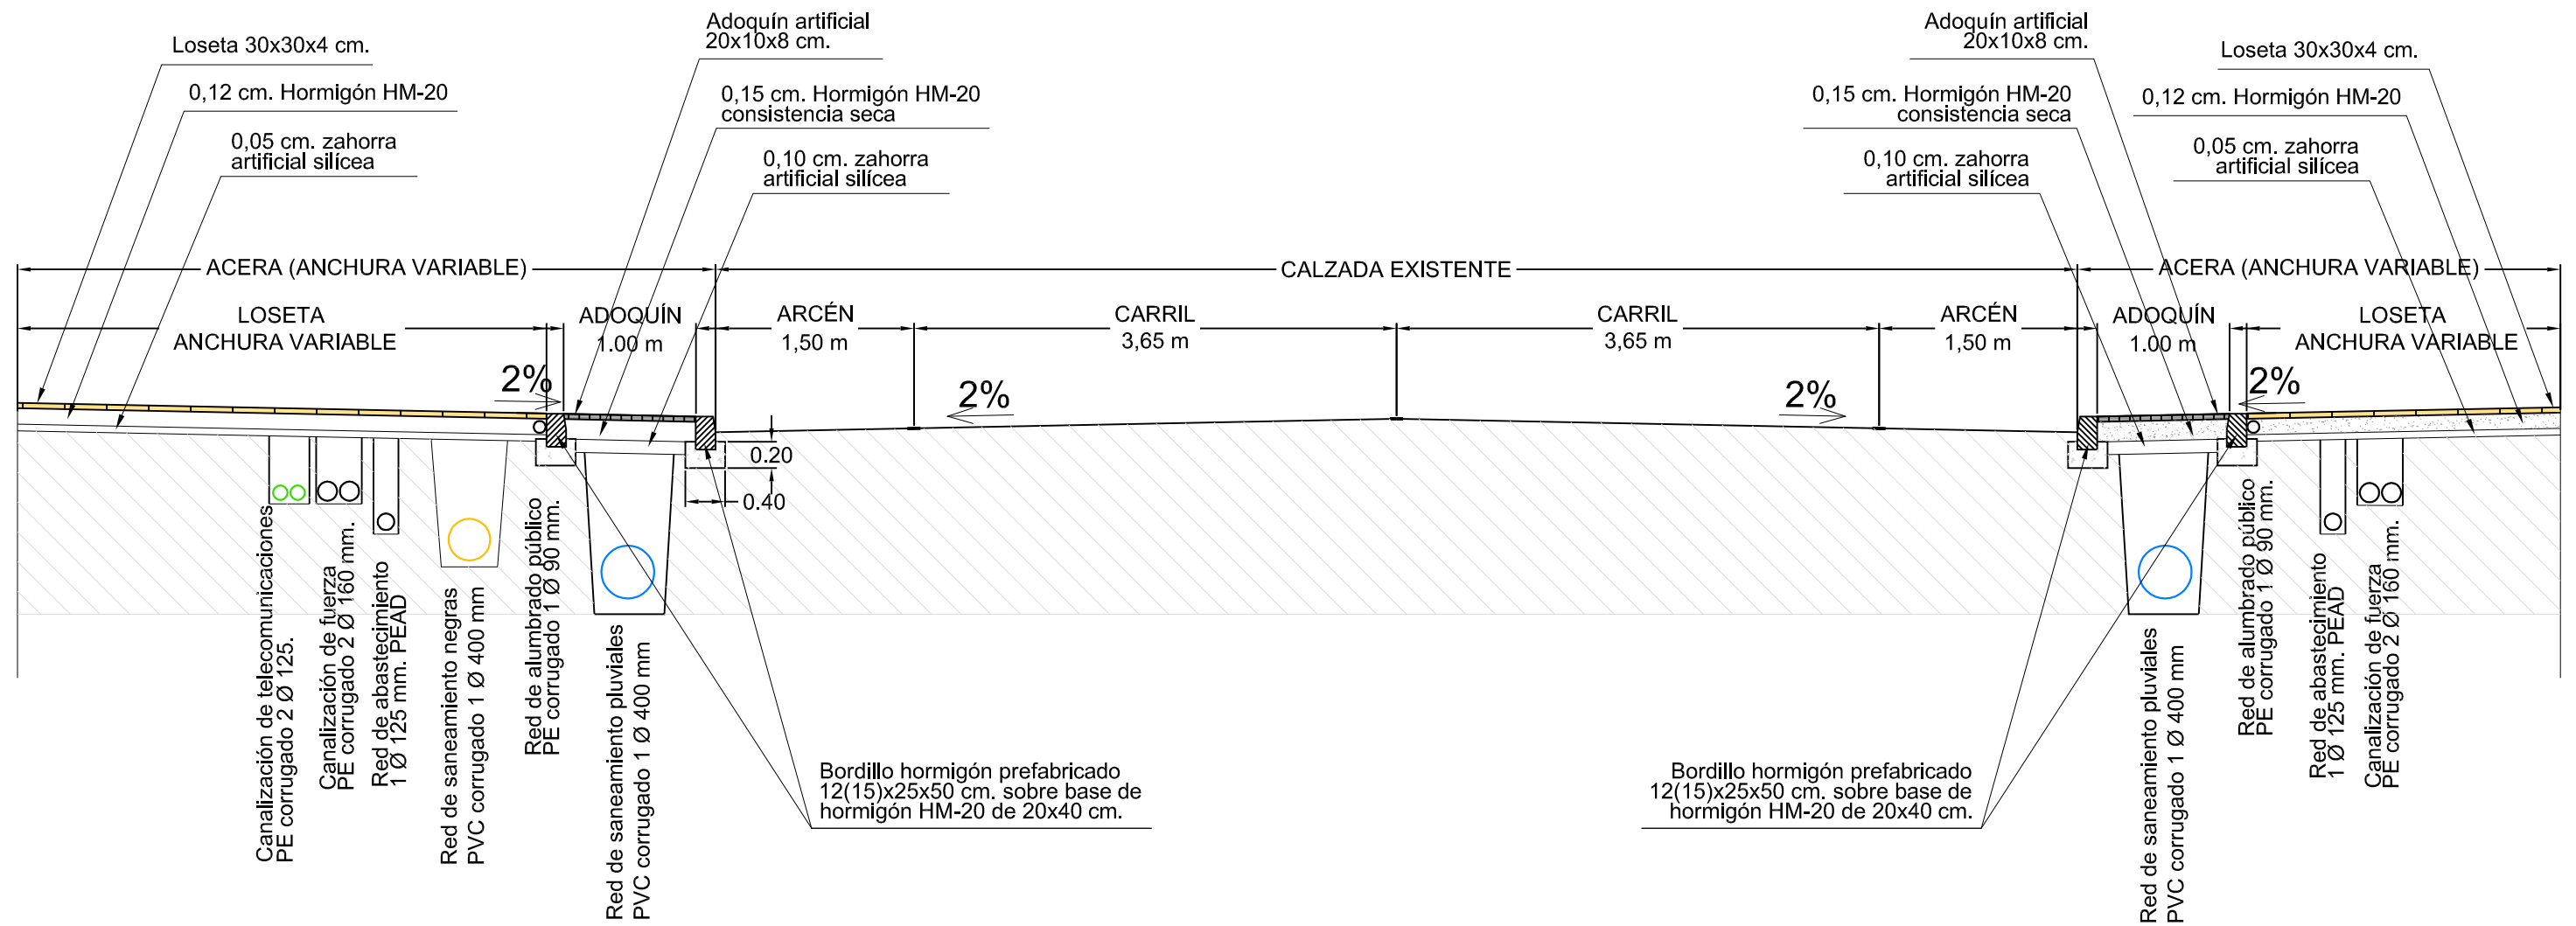 Loseta 30x30x4 cm.
0,12 cm. Hormigón HM-20
0,05 cm. zahorra
artificial silícea
Adoquín artificial
20x10x8 cm.
0,15 cm. Hormigón HM-20
consistencia seca
0,10 cm. zahorra
artificial silícea
Adoquín artificial
20x10x8 cm.
0,15 cm. Hormigón HM-20
consistencia seca
0,10 cm. zahorra
artificial silícea
Loseta 30x30x4 cm.
0,12 cm. Hormigón HM-20
0,05 cm. zahorra
artificial silícea
ACERA (ANCHURA VARIABLE)
CALZADA EXISTENTE
ACERA (ANCHURA VARIABLE)
LOSETA
ANCHURA VARIABLE
ADOQUÍN
1.00 m
ARCÉN
1,50 m
CARRIL
3,65 m
CARRIL
3,65 m
ARCÉN
1,50 m
ADOQUÍN
1.00 m
LOSETA
ANCHURA VARIABLE
2%
2%
2%
2%
0.20
0.40
Canalización de telecomunicaciones
PE corrugado 2 Ø 125.
Canalización de fuerza
PE corrugado 2 Ø 160 mm.
Red de abastecimiento
1 Ø 125 mm. PEAD
Red de saneamiento negras
PVC corrugado 1 Ø 400 mm
Red de alumbrado público
PE corrugado 1 Ø 90 mm.
Red de saneamiento pluviales
PVC corrugado 1 Ø 400 mm
Bordillo hormigón prefabricado
12(15)x25x50 cm. sobre base de
hormigón HM-20 de 20x40 cm.
Bordillo hormigón prefabricado
12(15)x25x50 cm. sobre base de
hormigón HM-20 de 20x40 cm.
Red de saneamiento pluviales
PVC corrugado 1 Ø 400 mm
Red de alumbrado público
PE corrugado 1 Ø 90 mm.
Red de abastecimiento
1 Ø 125 mm. PEAD
Canalización de fuerza
PE corrugado 2 Ø 160 mm.